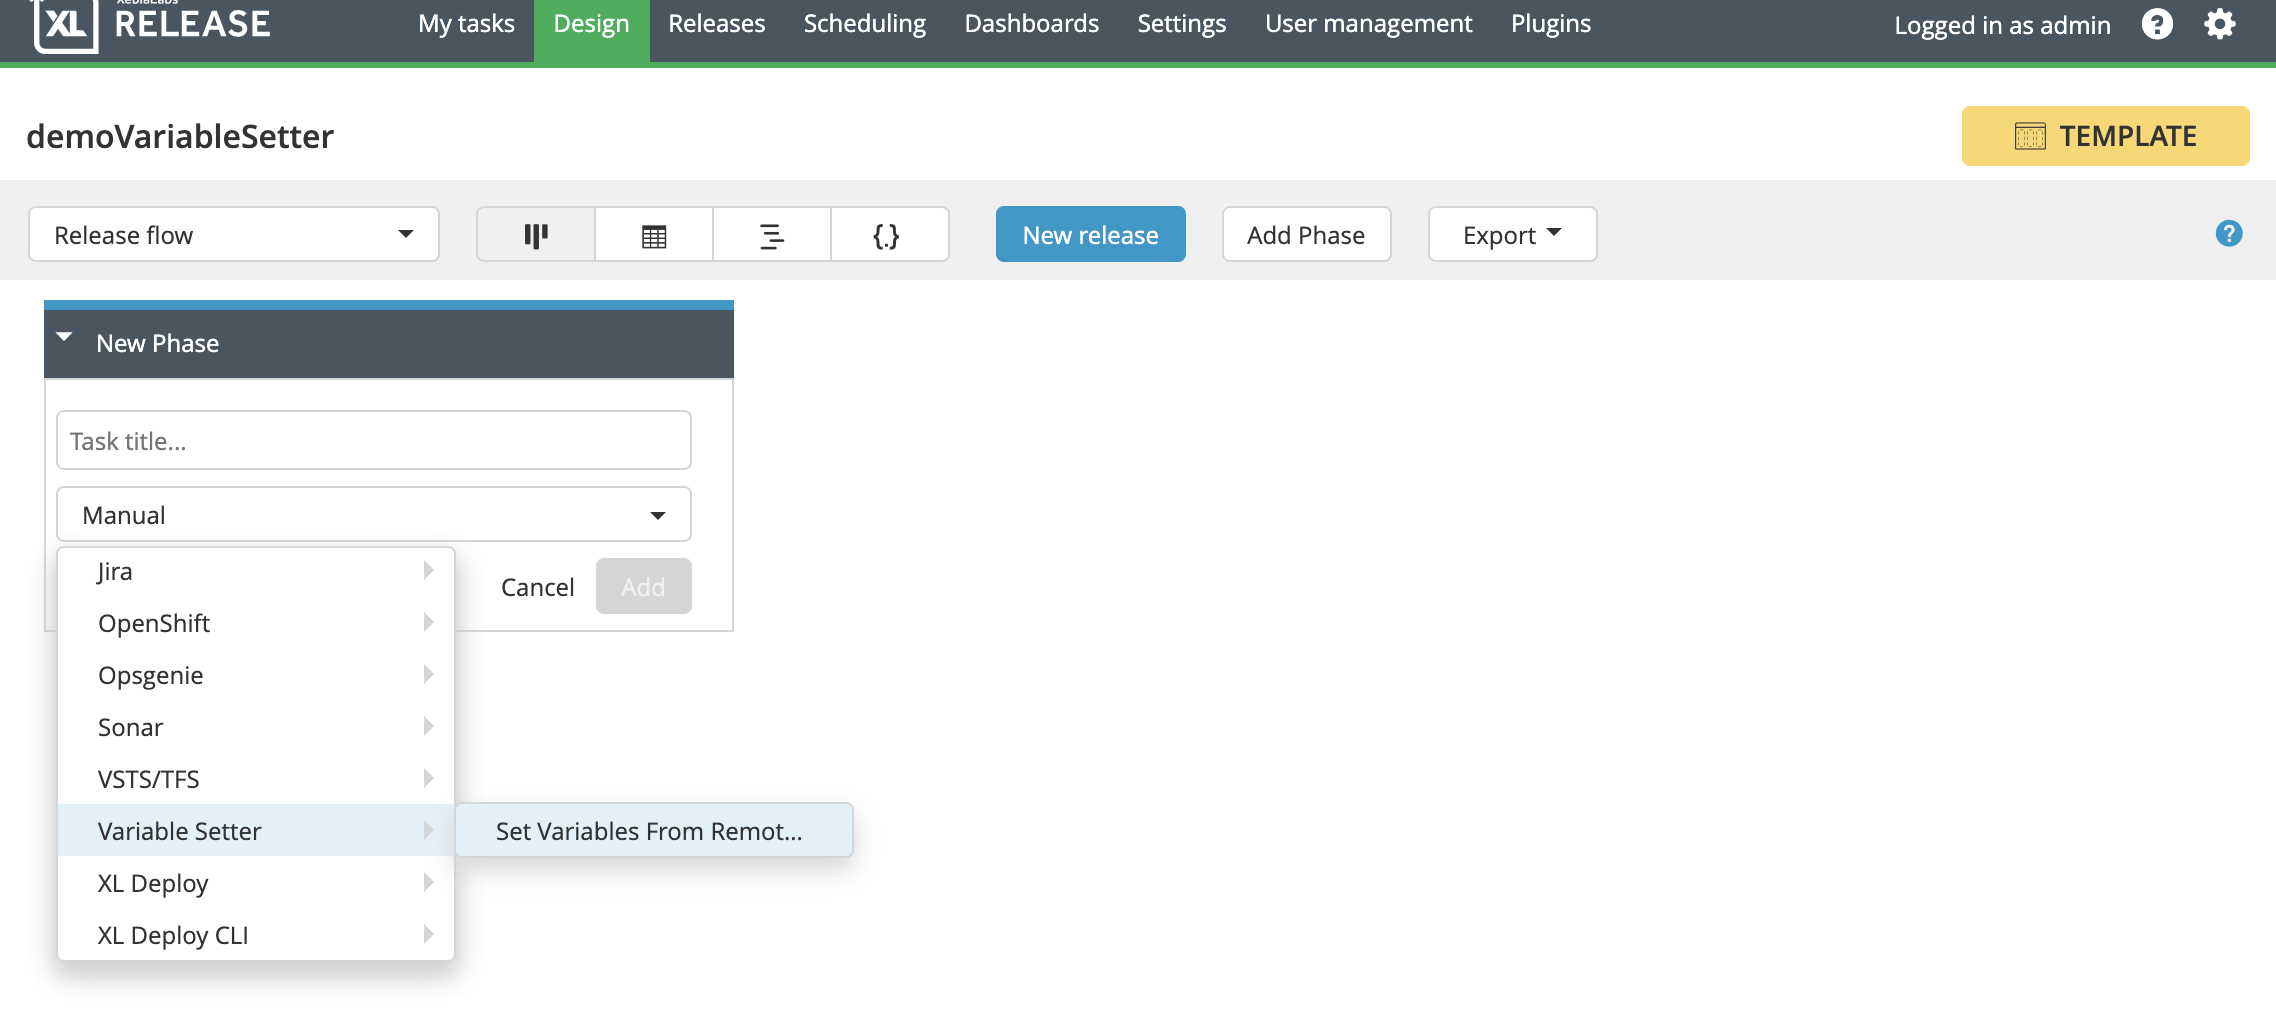 XebiaLabs
XL RELEASE
My tasks Design Releases Scheduling Dashboards Settings User management Plugins Logged in as admin ?
demoVariableSetter
TEMPLATE
Release flow {.} New release Add Phase Export ?
New Phase
Task title...
Manual
Jira
Cancel Add
OpenShift
Opsgenie
Sonar
VSTS/TFS
Variable Setter Set Variables From Remot...
XL Deploy
XL Deploy CLI